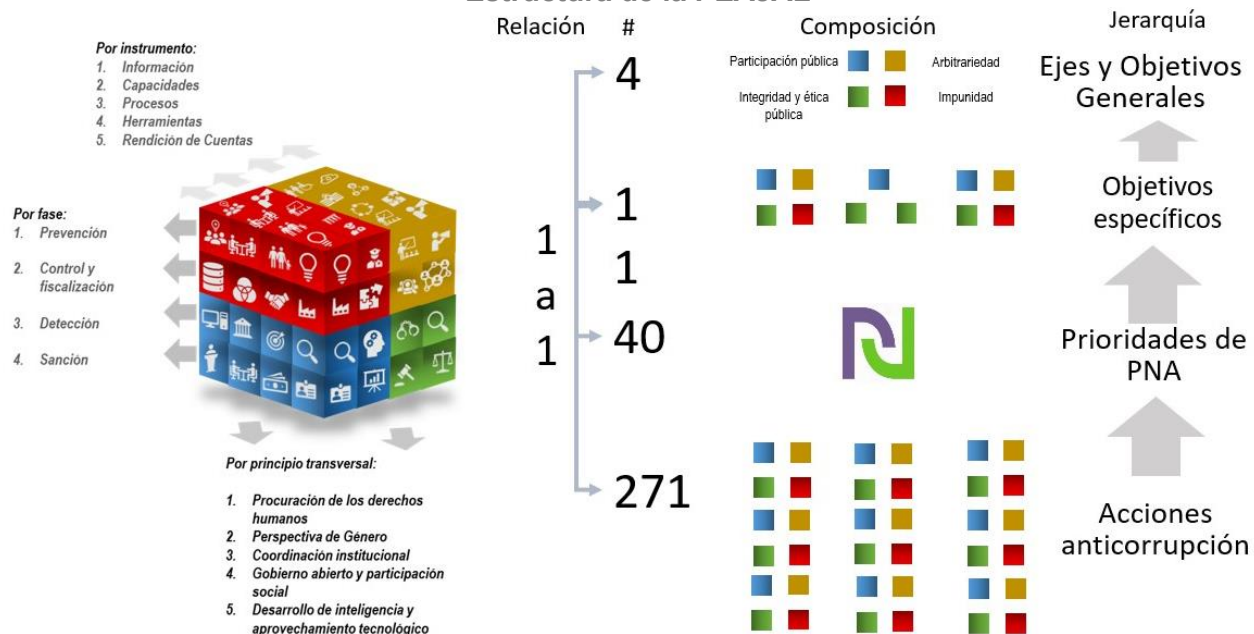 Relación
#
Composición
Jerarquía
Por instrumento:
1. Información
2. Capacidades
3. Procesos
4. Herramientas
5. Rendición de Cuentas
Por fase:
1. Prevención
2. Control y
fiscalización
3. Detección
4. Sanción
Por principio transversal:
1. Procuración de los derechos
humanos
2. Perspectiva de Género
3. Coordinación institucional
4. Gobierno abierto y participación
social
5. Desarrollo de inteligencia y
aprovechamiento tecnológico
1
a
1
4
1
1
40
271
Participación pública
Arbitrariedad
Integridad y ética
pública
Impunidad
Ejes y Objetivos
Generales
Objetivos
específicos
Prioridades de
PNA
Acciones
anticorrupción